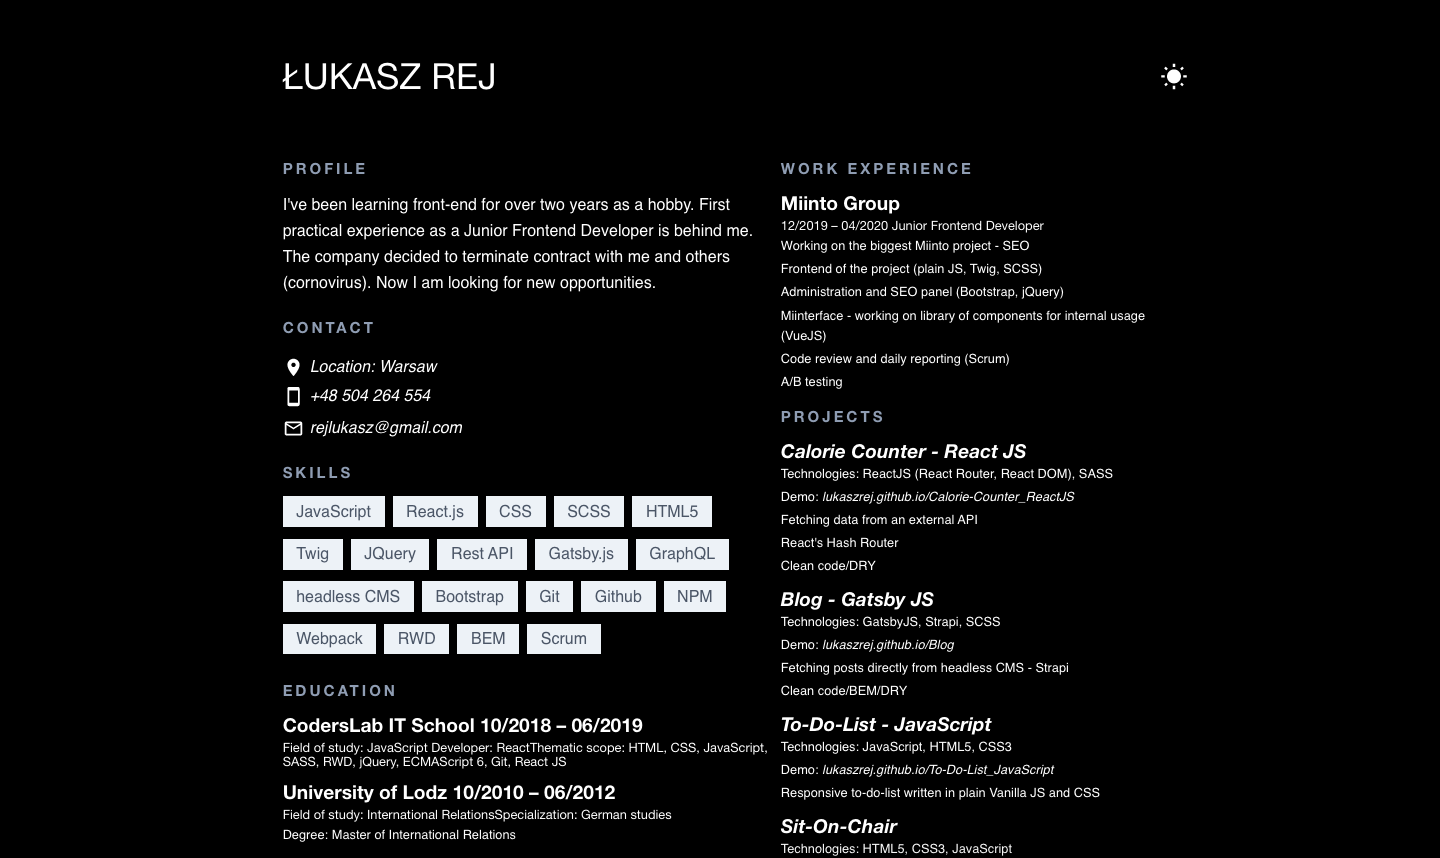 ŁUKASZ REJ
PROFILE
I've been learning front-end for over two years as a hobby. First
practical experience as a Junior Frontend Developer is behind me.
The company decided to terminate contract with me and others
(cornovirus). Now I am looking for new opportunities.
CONTACT
Location: Warsaw
+48 504 264 554
rejlukasz@gmail.com
SKILLS
JavaScript React.js CSS SCSS HTML5
Twig JQuery Rest API Gatsby.js GraphQL
headless CMS Bootstrap Git Github NPM
Webpack RWD BEM Scrum
EDUCATION
CodersLab IT School 10/2018 – 06/2019
Field of study: JavaScript Developer: ReactThematic scope: HTML, CSS, JavaScript,
SASS, RWD, jQuery, ECMAScript 6, Git, React JS
University of Lodz 10/2010 – 06/2012
Field of study: International RelationsSpecialization: German studies
Degree: Master of International Relations
WORK EXPERIENCE
Miinto Group
12/2019 – 04/2020 Junior Frontend Developer
Working on the biggest Miinto project - SEO
Frontend of the project (plain JS, Twig, SCSS)
Administration and SEO panel (Bootstrap, jQuery)
Miinterface - working on library of components for internal usage
(VueJS)
Code review and daily reporting (Scrum)
A/B testing
PROJECTS
Calorie Counter - React JS
Technologies: ReactJS (React Router, React DOM), SASS
Demo: lukaszrej.github.io/Calorie-Counter_ReactJS
Fetching data from an external API
React's Hash Router
Clean code/DRY
Blog - Gatsby JS
Technologies: GatsbyJS, Strapi, SCSS
Demo: lukaszrej.github.io/Blog
Fetching posts directly from headless CMS - Strapi
Clean code/BEM/DRY
To-Do-List - JavaScript
Technologies: JavaScript, HTML5, CSS3
Demo: lukaszrej.github.io/To-Do-List_JavaScript
Responsive to-do-list written in plain Vanilla JS and CSS
Sit-On-Chair
Technologies: HTML5, CSS3, JavaScript